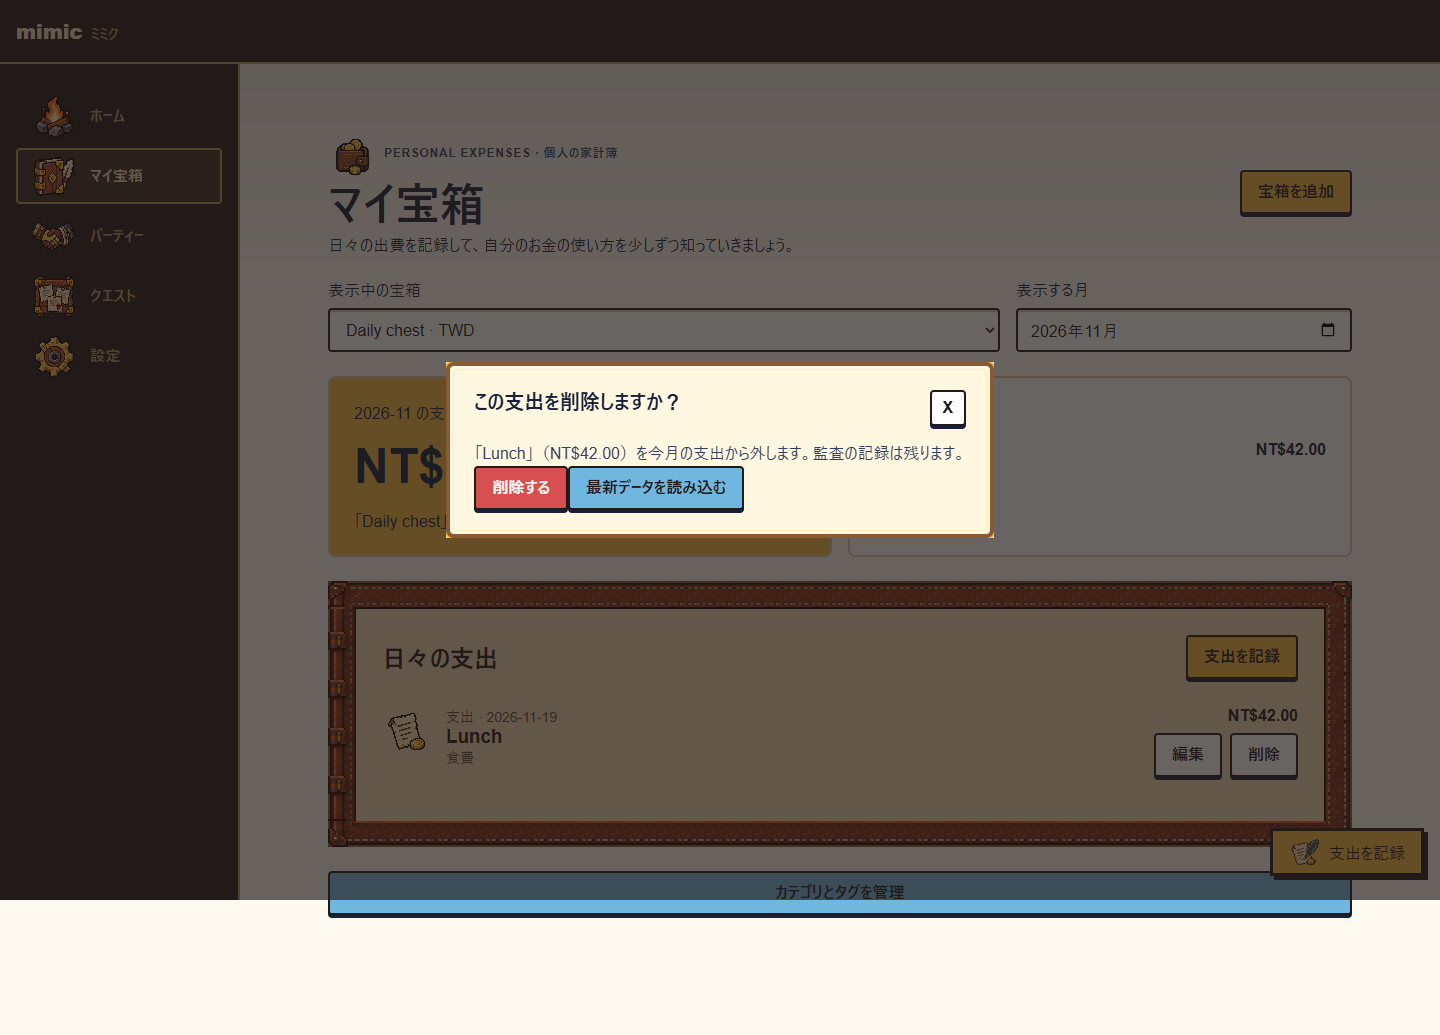 mimic ミミク
ホーム
マイ宝箱
パーティー
クエスト
設定
PERSONAL EXPENSES · 個人の家計簿
マイ宝箱
日々の出費を記録して、自分のお金の使い方を少しずつ知っていきましょう。
宝箱を追加
表示中の宝箱
Daily chest · TWD
表示する月
2026年11月
2026-11 の支
NT$
「Daily chest」
NT$42.00
この支出を削除しますか？
X
「Lunch」（NT$42.00）を今月の支出から外します。監査の記録は残ります。
削除する
最新データを読み込む
日々の支出
支出を記録
支出 · 2026-11-19
Lunch
食費
NT$42.00
編集
削除
支出を記録
カテゴリとタグを管理